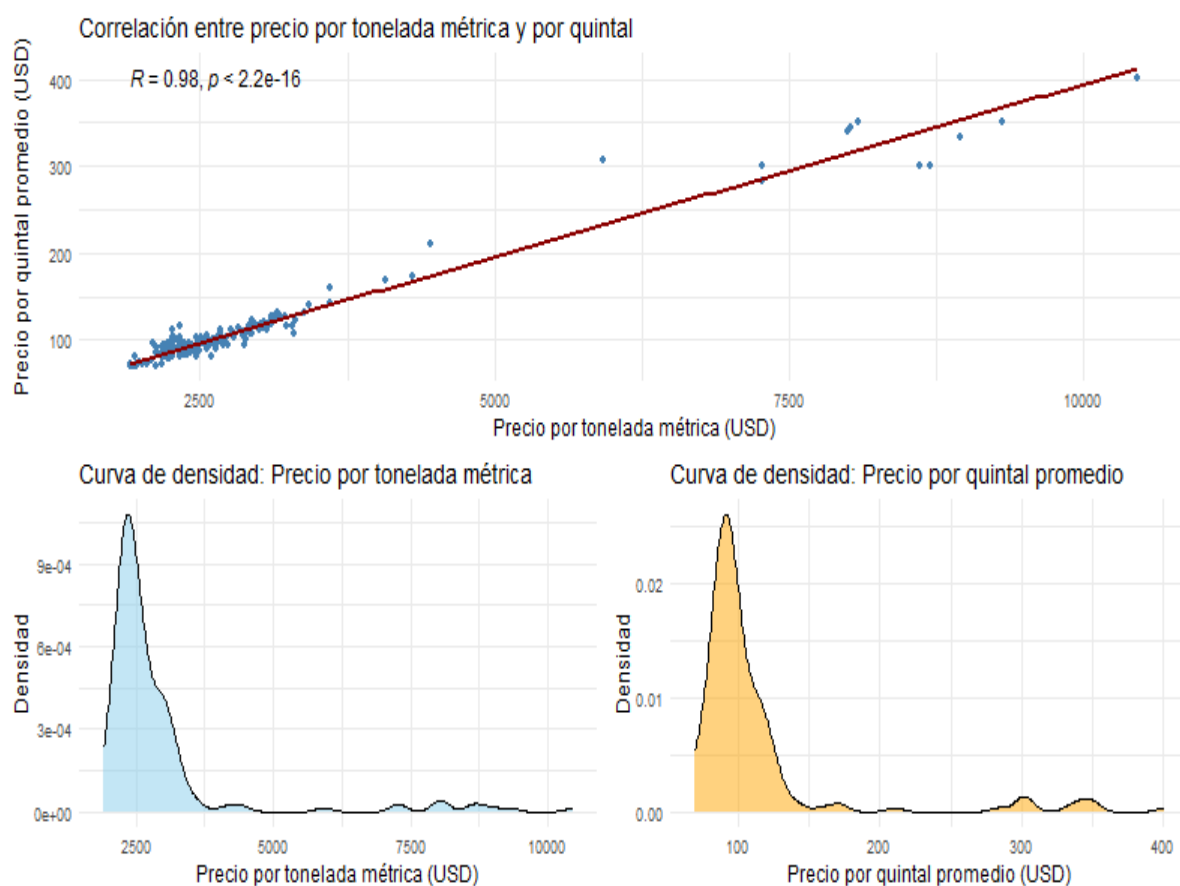 Correlación entre precio por tonelada métrica y por quintal
R = 0.98, p < 2.2e-16
Precio por quintal promedio (USD)
400
300
200
100
2500 5000 7500 10000
Precio por tonelada métrica (USD)
Curva de densidad: Precio por tonelada métrica
Densidad
9e-04
6e-04
3e-04
0e+00
2500 5000 7500 10000
Precio por tonelada métrica (USD)
Curva de densidad: Precio por quintal promedio
Densidad
0.02
0.01
0.00
100 200 300 400
Precio por quintal promedio (USD)